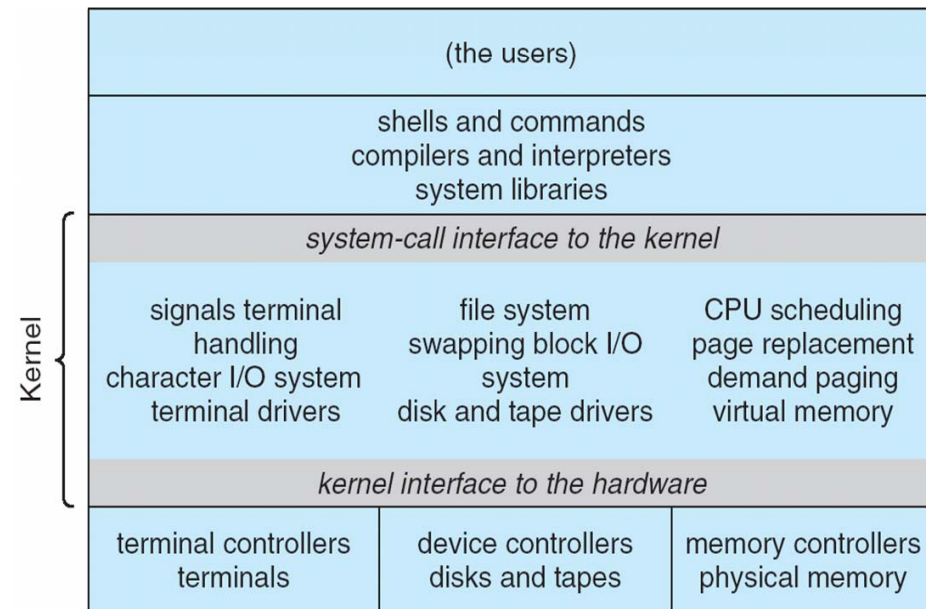 (the users)
shells and commands
compilers and interpreters
system libraries
Kernel
system-call interface to the kernel
signals terminal
handling
character I/O system
terminal drivers
file system
swapping block I/O
system
disk and tape drivers
CPU scheduling
page replacement
demand paging
virtual memory
kernel interface to the hardware
terminal controllers
terminals
device controllers
disks and tapes
memory controllers
physical memory